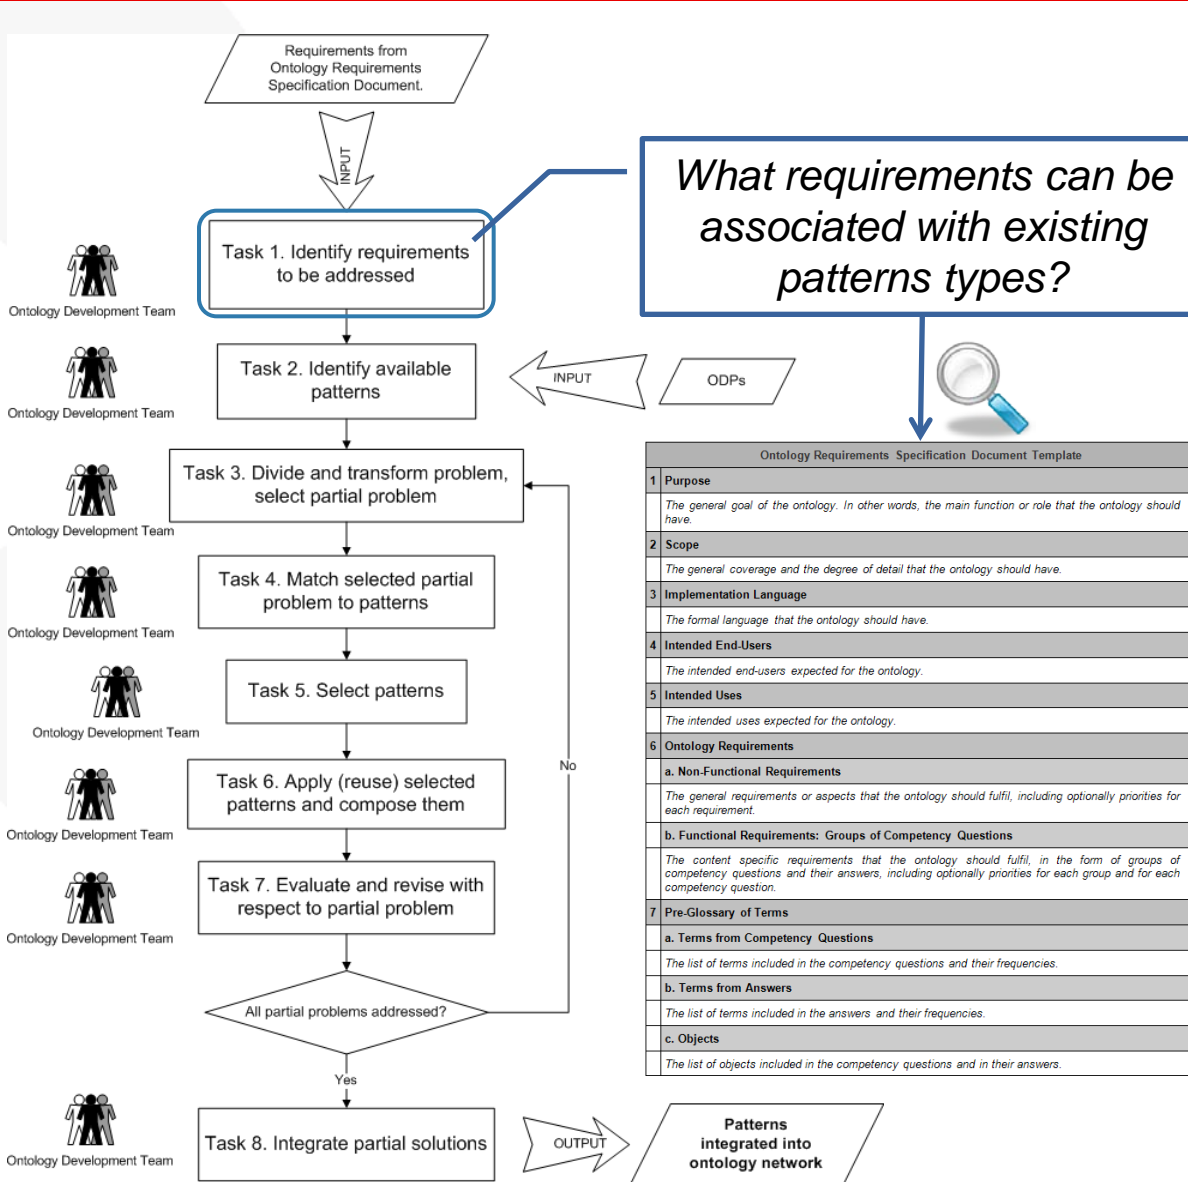 Requirements from
Ontology Requirements
Specification Document.
INPUT
What requirements can be
associated with existing
patterns types?
Task 1. Identify requirements
to be addressed
Ontology Development Team
Task 2. Identify available
patterns
Ontology Development Team
INPUT
ODPs
Task 3. Divide and transform problem,
select partial problem
Ontology Development Team
Task 4. Match selected partial
problem to patterns
Ontology Development Team
Task 5. Select patterns
Ontology Development Team
Task 6. Apply (reuse) selected
patterns and compose them
Ontology Development Team
No
Task 7. Evaluate and revise with
respect to partial problem
Ontology Development Team
All partial problems addressed?
Yes
Task 8. Integrate partial solutions
Ontology Development Team
OUTPUT
Patterns
integrated into
ontology network
Ontology Requirements Specification Document Template
1 Purpose
The general goal of the ontology. In other words, the main function or role that the ontology should
have.
2 Scope
The general coverage and the degree of detail that the ontology should have.
3 Implementation Language
The formal language that the ontology should have.
4 Intended End-Users
The intended end-users expected for the ontology.
5 Intended Uses
The intended uses expected for the ontology.
6 Ontology Requirements
a. Non-Functional Requirements
The general requirements or aspects that the ontology should fulfil, including optionally priorities for
each requirement.
b. Functional Requirements: Groups of Competency Questions
The content specific requirements that the ontology should fulfil, in the form of groups of
competency questions and their answers, including optionally priorities for each group and for each
competency question.
7 Pre-Glossary of Terms
a. Terms from Competency Questions
The list of terms included in the competency questions and their frequencies.
b. Terms from Answers
The list of terms included in the answers and their frequencies.
c. Objects
The list of objects included in the competency questions and in their answers.